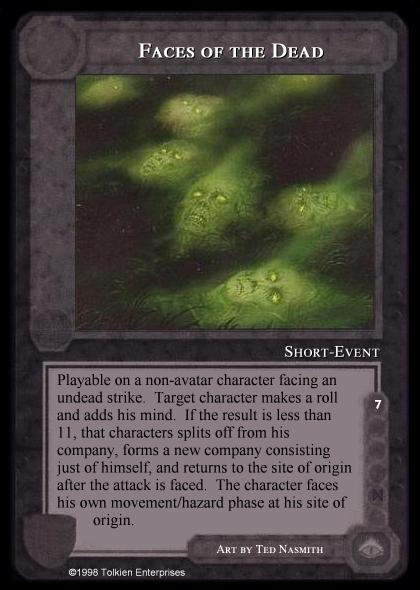 Faces of the Dead
Short-Event
Playable on a non-avatar character facing an
undead strike. Target character makes a roll
and adds his mind. If the result is less than
11, that characters splits off from his
company, forms a new company consisting
just of himself, and returns to the site of origin
after the attack is faced. The character faces
his own movement/hazard phase at his site of
origin.
7
Art by Ted Nasmith
©1998 Tolkien Enterprises